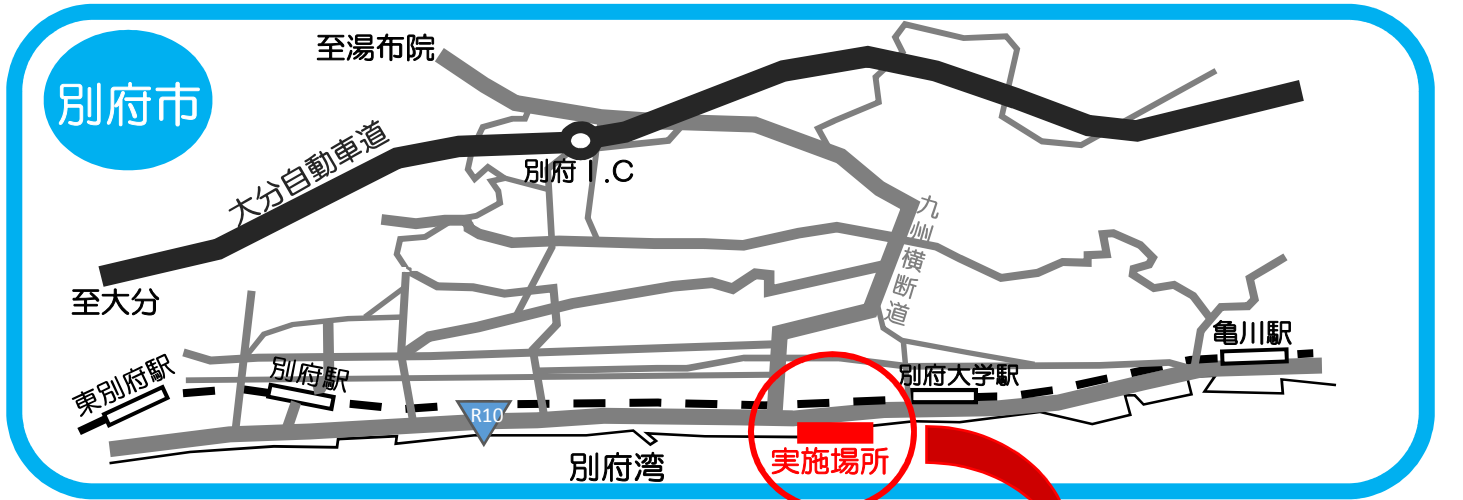 至湯布院
別府市
大分自動車道
別府I.C
九州横断道
至大分
亀川駅
東別府駅
別府駅
別府大学駅
R10
別府湾
実施場所